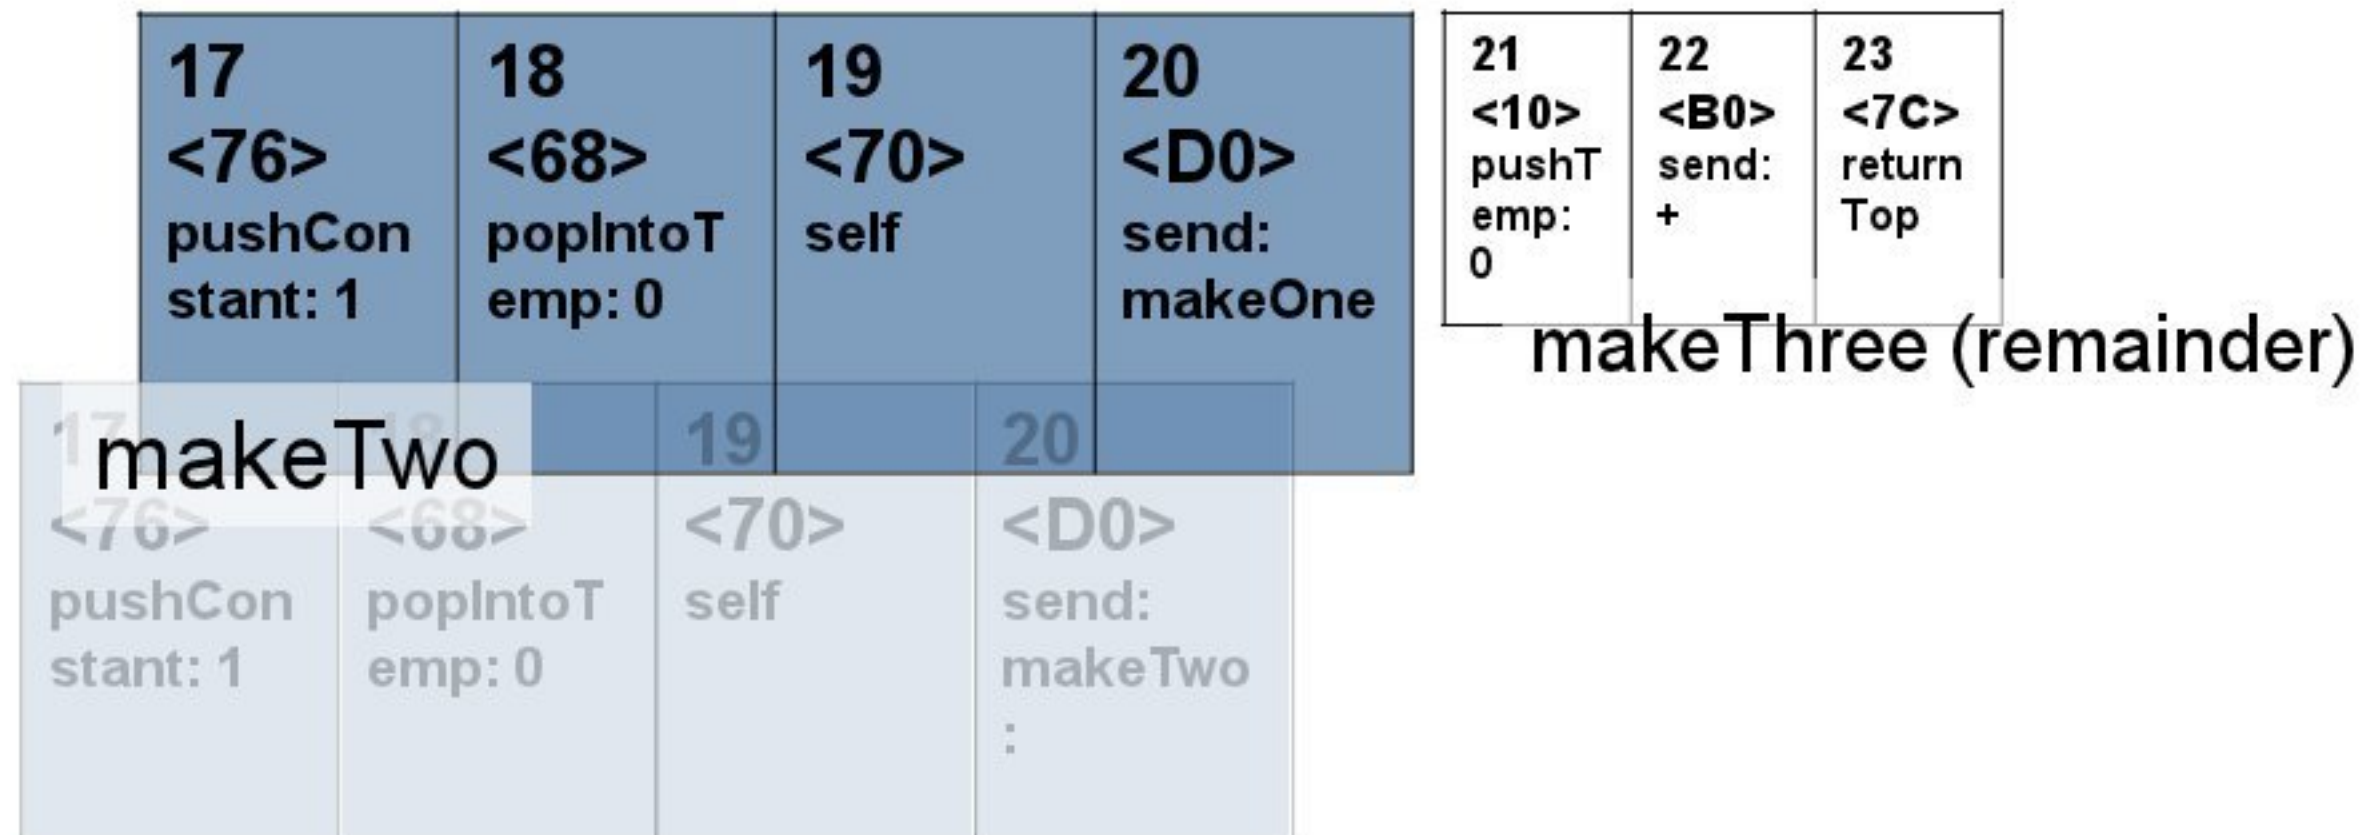 17
<76>
pushCon
stant: 1
18
<68>
popIntoT
emp: 0
19
<70>
self
20
<D0>
send:
makeOne
21
<10>
pushT
emp:
0
22
<B0>
send:
+
23
<7C>
return
Top
makeThree (remainder)
makeTwo
17
<76>
pushCon
stant: 1
18
<68>
popIntoT
emp: 0
19
<70>
self
20
<D0>
send:
makeTwo
: